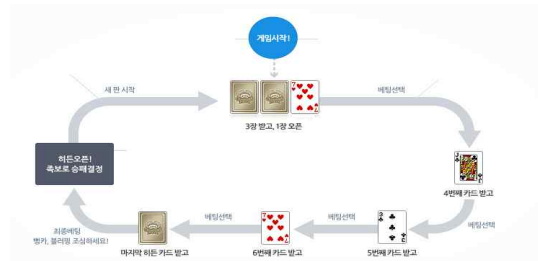 게임시작!
새 판 시작
베팅선택
3장 받고, 1장 오픈
히든오픈!
족보로 승패결정
4번째 카드 받고
베팅선택
최종베팅
뻥카, 블러핑 조심하세요!
베팅선택
베팅선택
마지막 히든 카드 받고
6번째 카드 받고
5번째 카드 받고